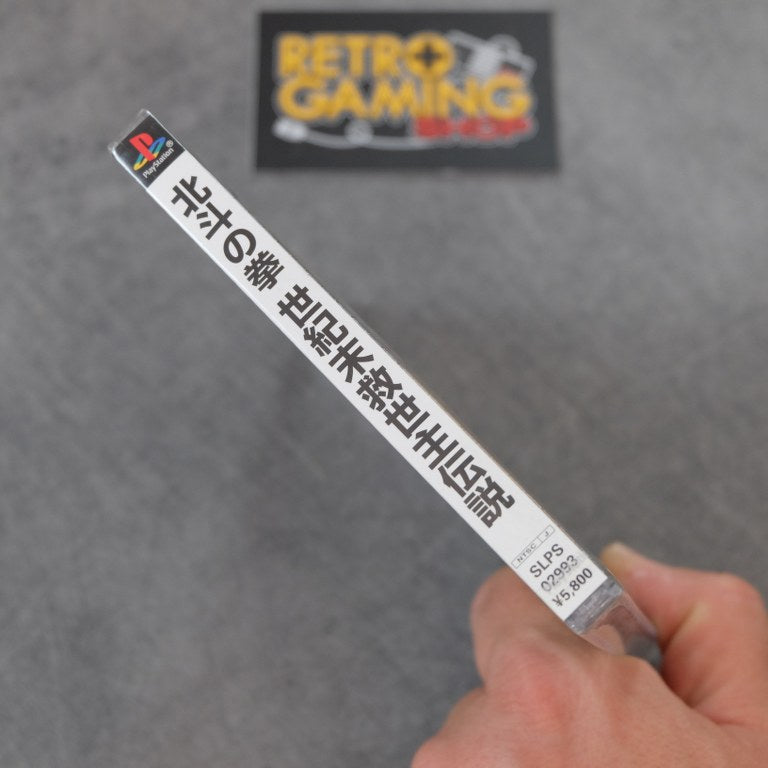 RETRO
GAMING
SHOP
PlayStation®
北斗の拳 世紀末救世主伝説
NTSC J
SLPS
02993
¥5,800